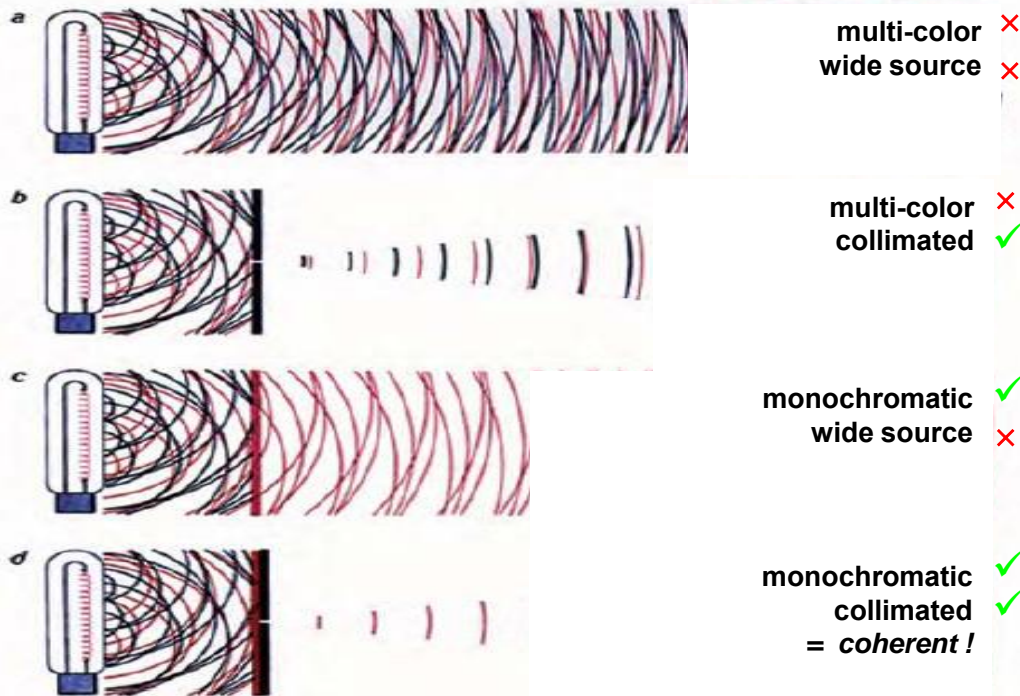 a
multi-color
wide source
b
multi-color
collimated
c
monochromatic
wide source
d
monochromatic
collimated
= coherent !